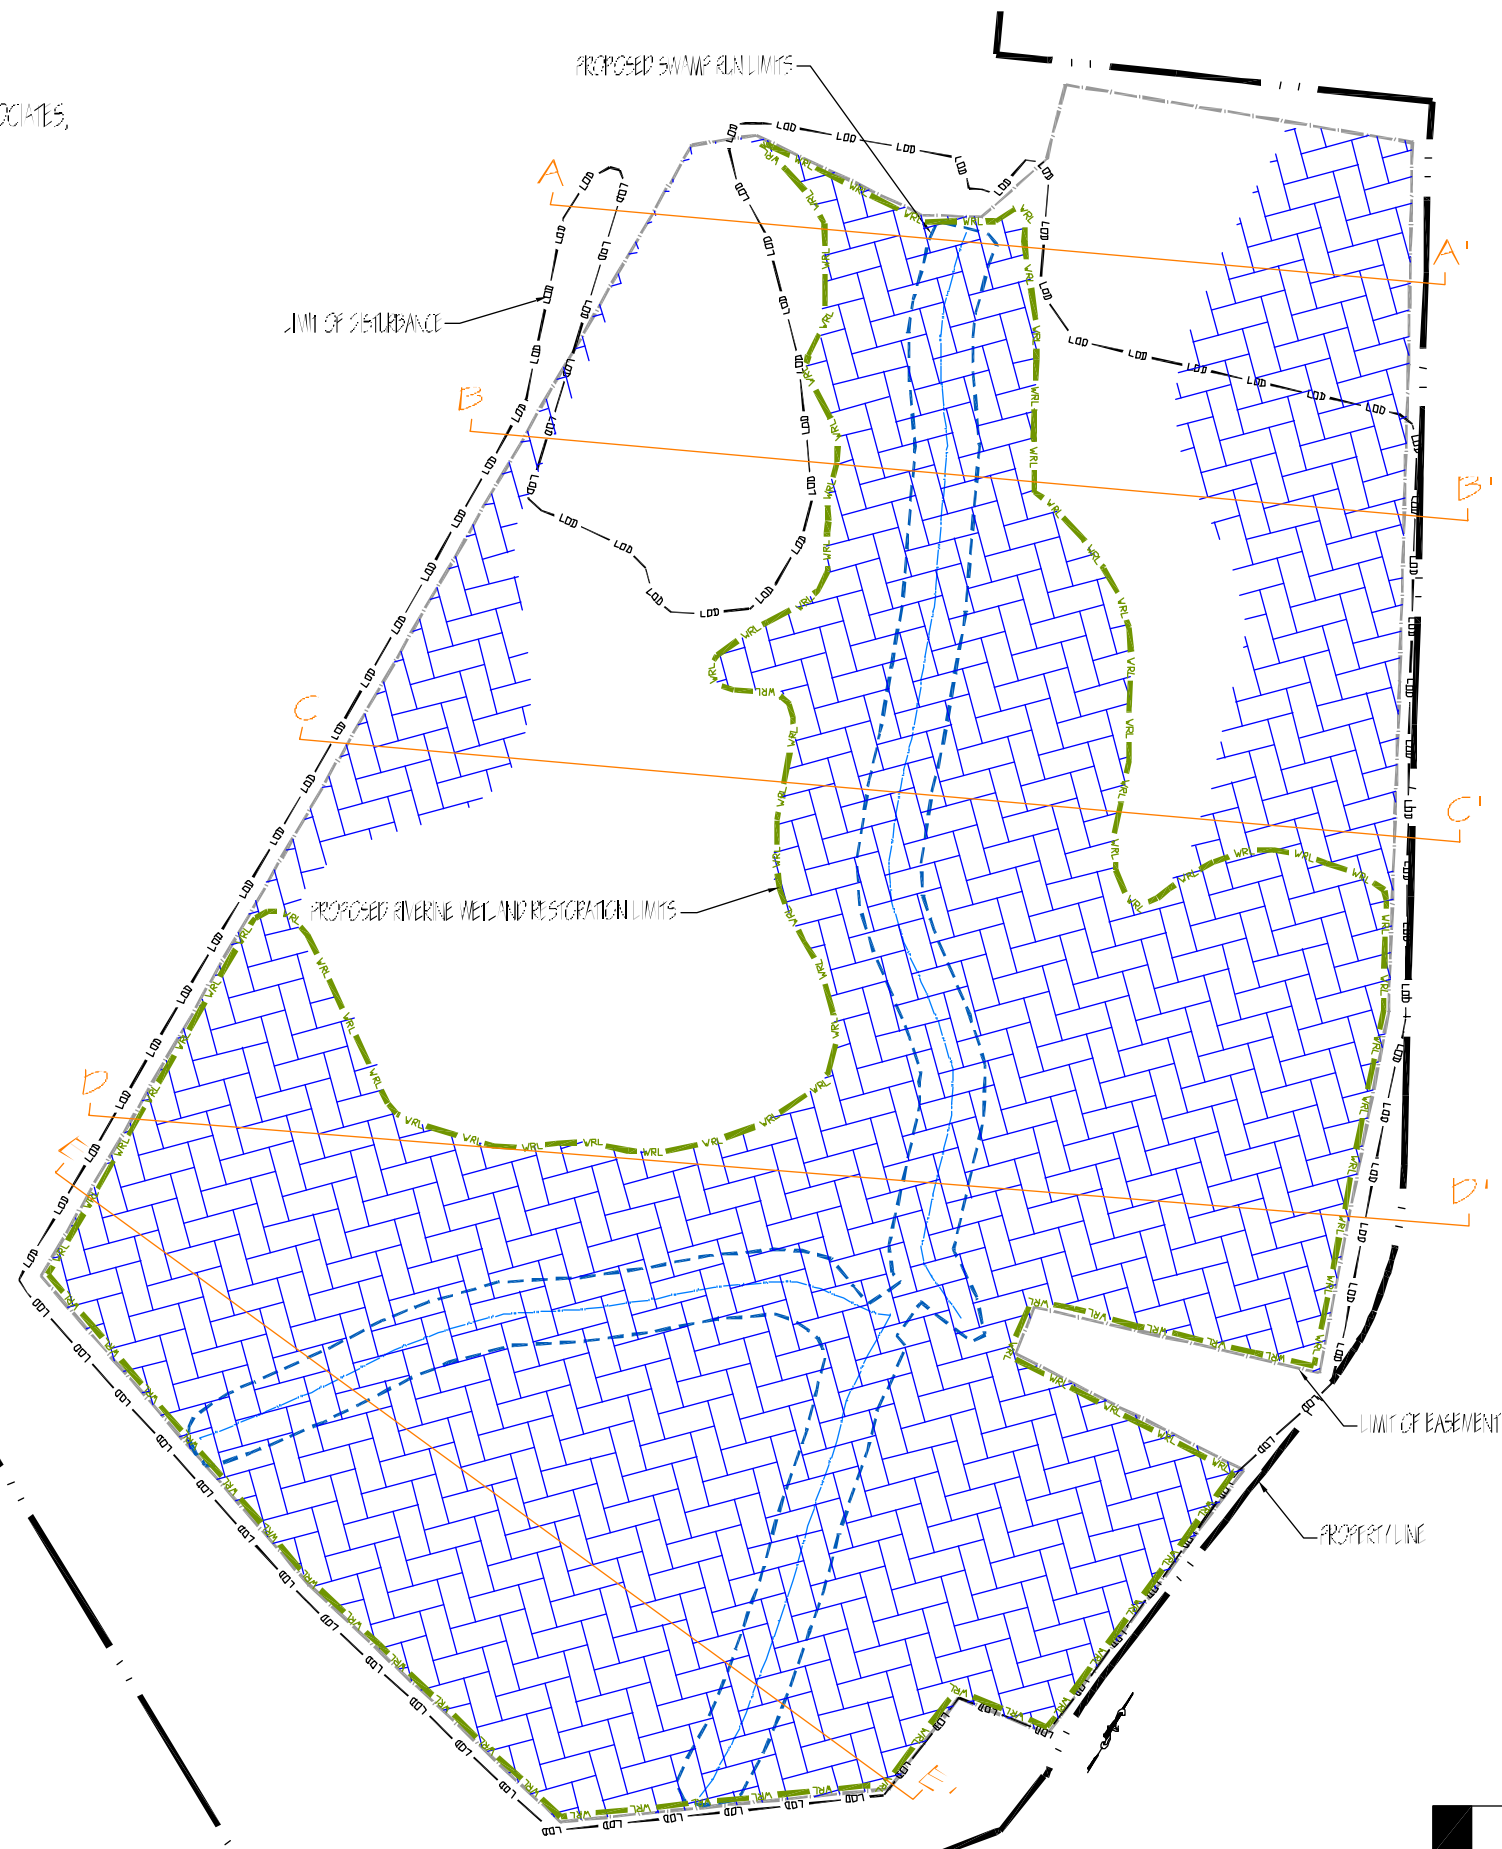 PROPOSED SWAMP RUN LIMITS
OCIATES,
A
A'
LIMIT OF DISTURBANCE
B
B'
C
C'
PROPOSED RIVERINE WETLAND RESTORATION LIMITS
D
E
D'
LIMIT OF EASEMENT
PROPERTY LINE
E'
LOD
WRL